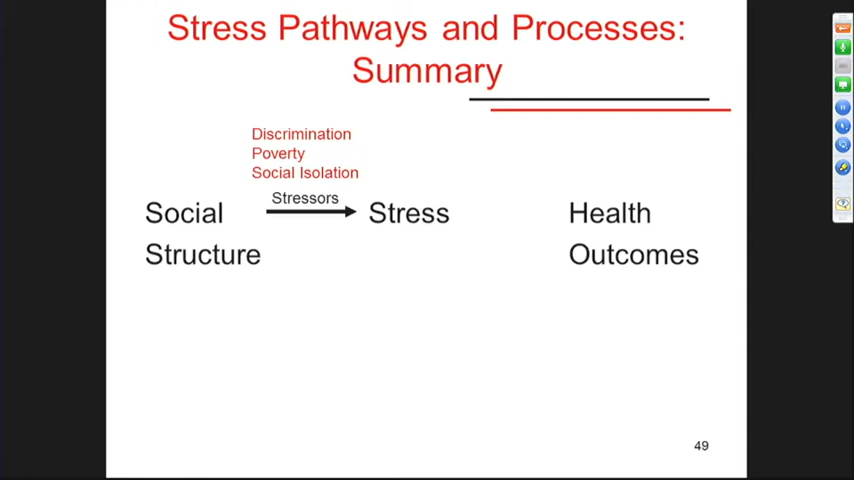 Stress Pathways and Processes:
Summary
Discrimination
Poverty
Social Isolation
Stressors
Social
Structure
Stress
Health
Outcomes
49